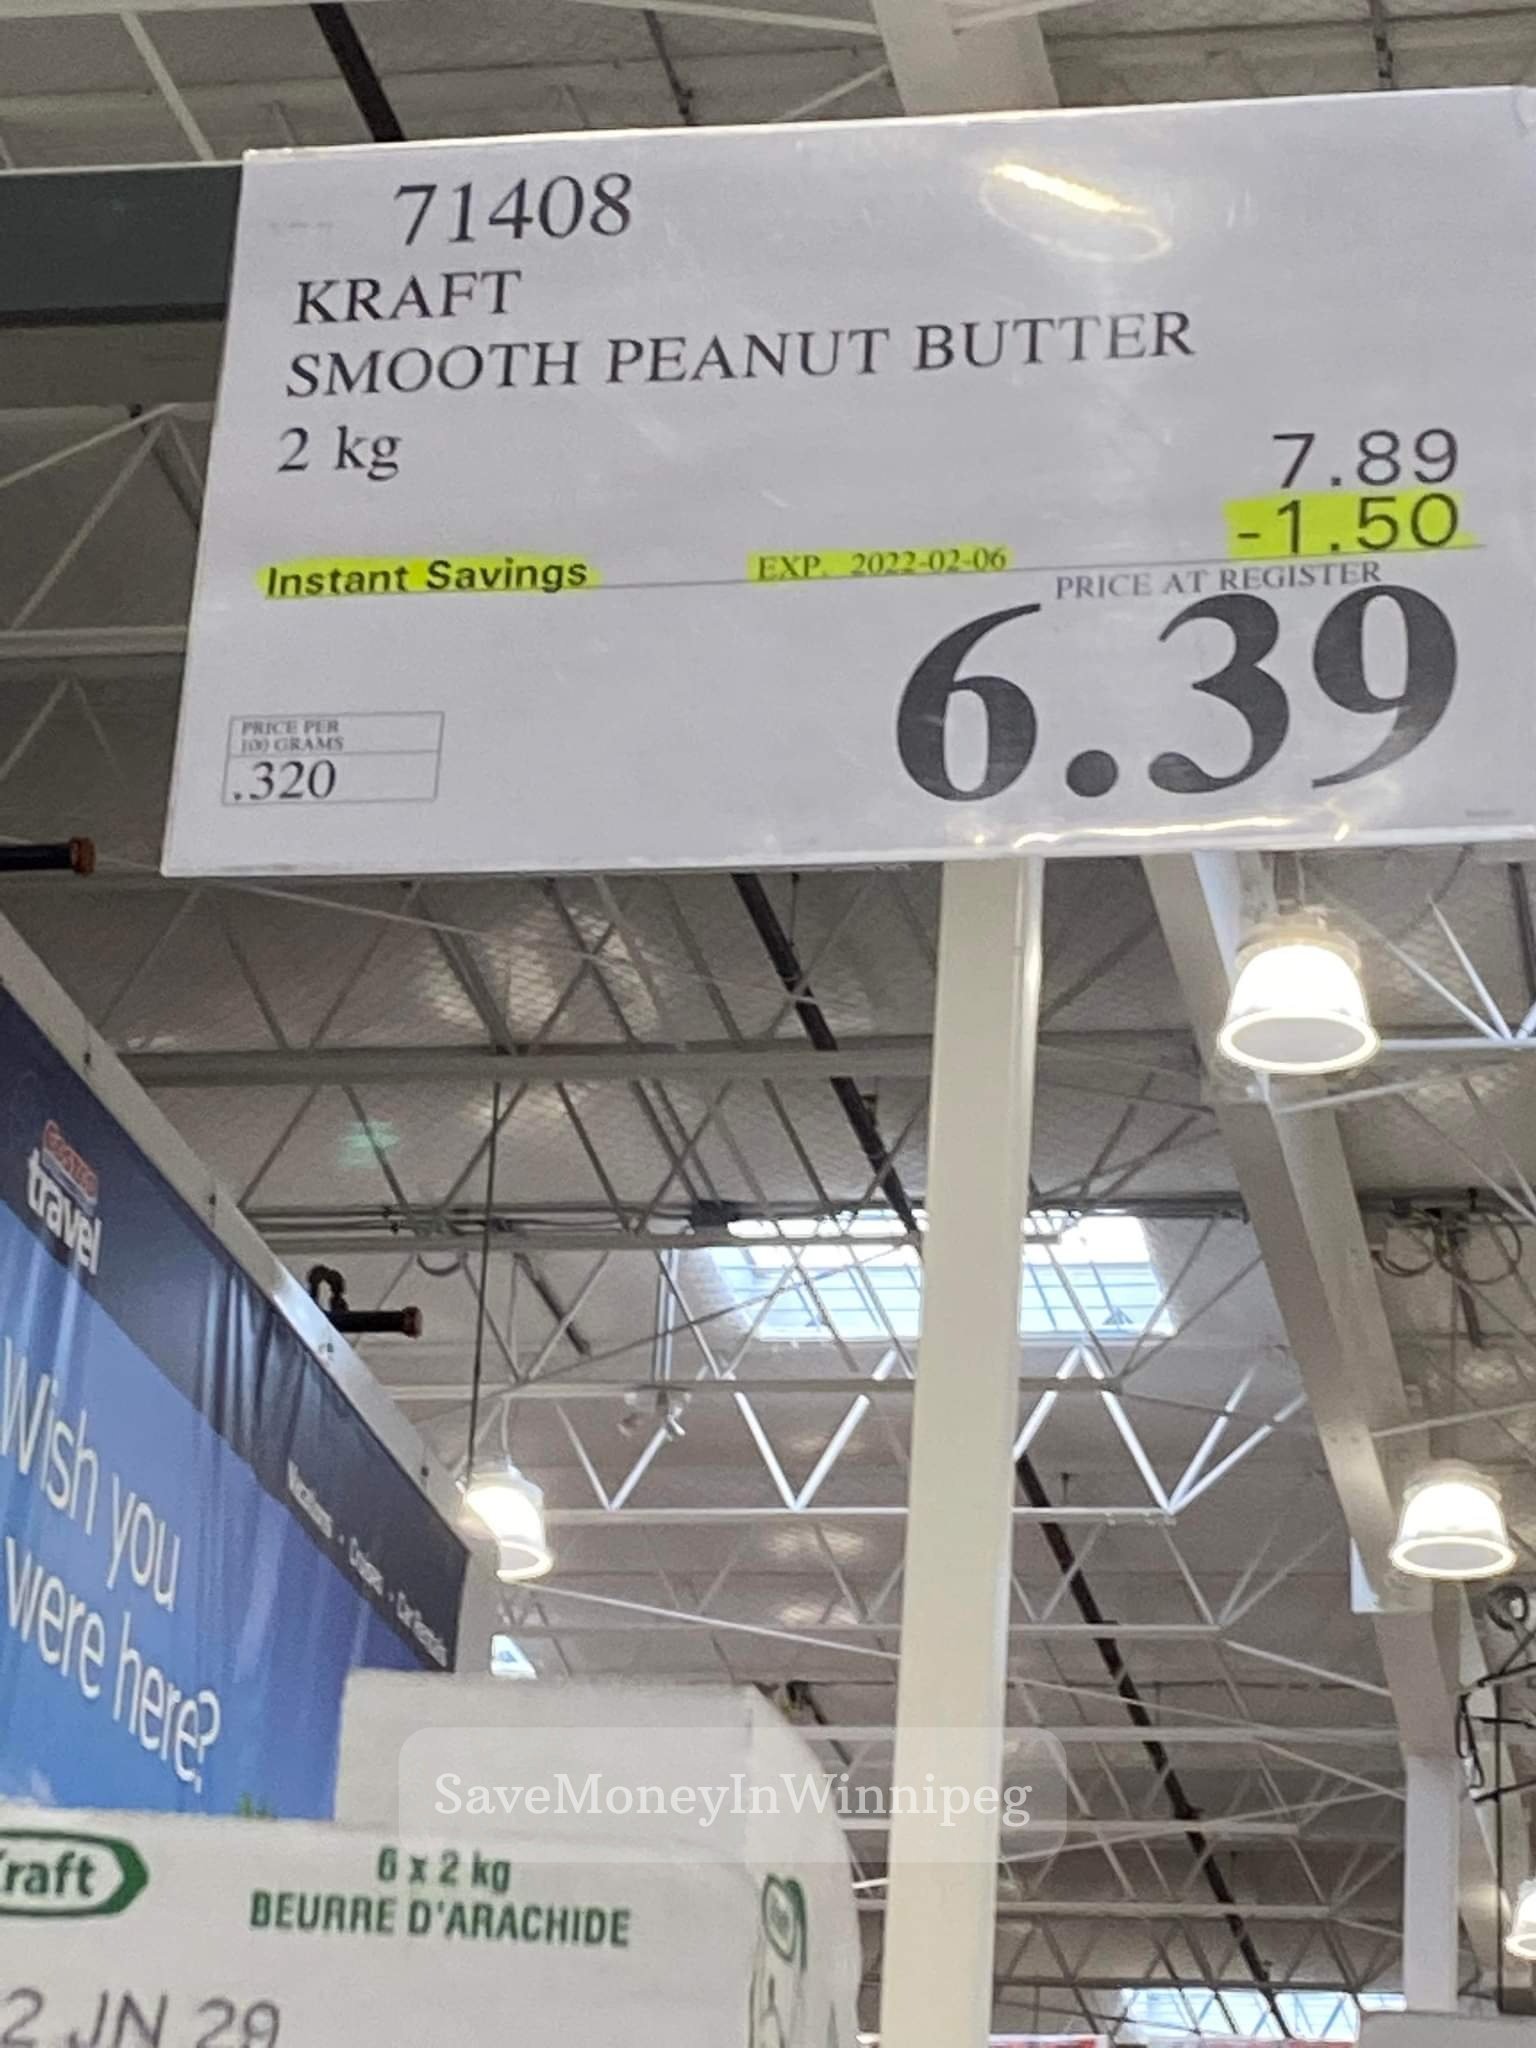 71408
KRAFT
SMOOTH PEANUT BUTTER
2 kg
7.89
-1.50
Instant Savings EXP. 2022-02-06
PRICE AT REGISTER
6.39
PRICE PER
100 GRAMS
.320
travel
Wish you
were here?
SaveMoneyInWinnipeg
6 x 2 kg
BEURRE D'ARACHIDE
2 JN 29